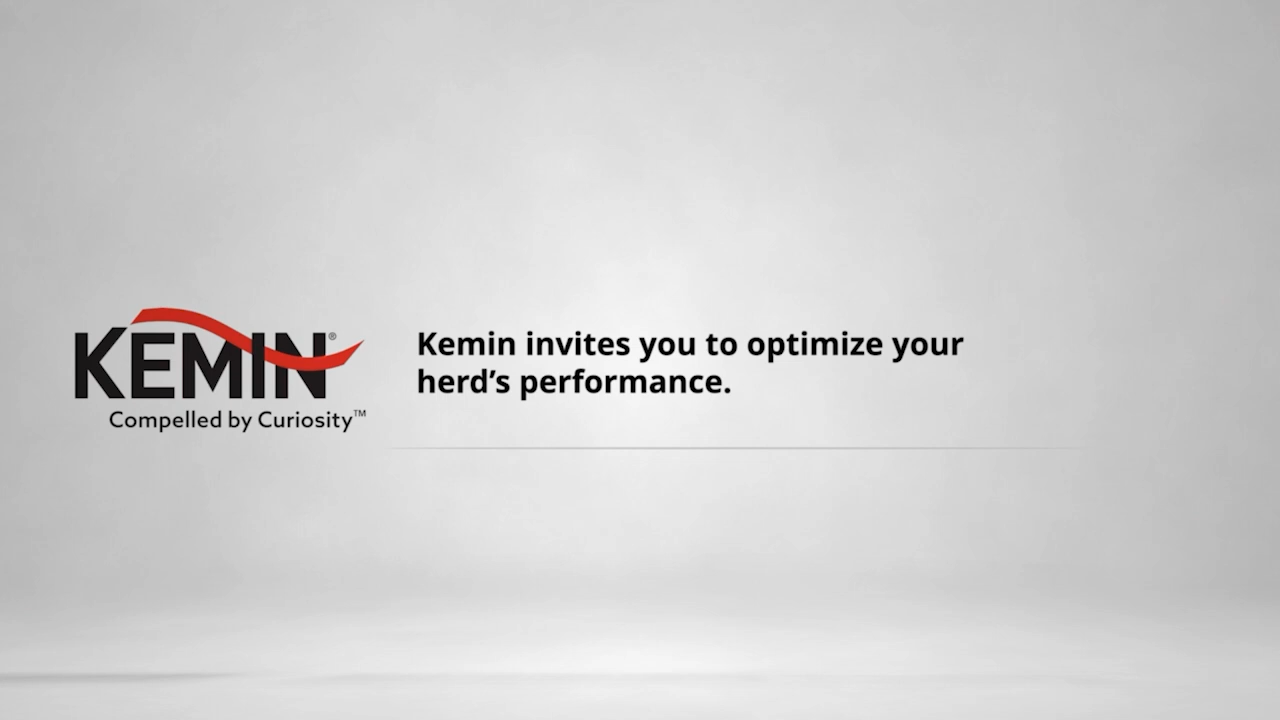 KEMIN®
Compelled by Curiosity™
Kemin invites you to optimize your
herd’s performance.